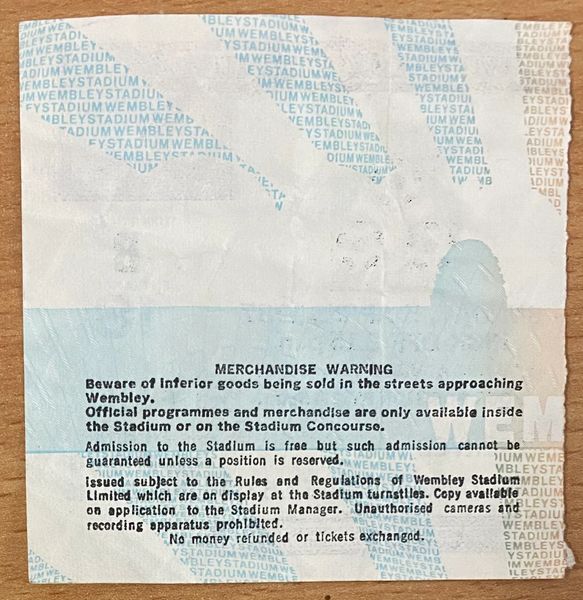 MERCHANDISE WARNING
Beware of inferior goods being sold in the streets approaching
Wembley.
Official programmes and merchandise are only available inside
the Stadium or on the Stadium Concourse.
Admission to the Stadium is free but such admission cannot be
guaranteed unless a position is reserved.
Issued subject to the Rules and Regulations of Wembley Stadium
Limited which are on display at the Stadium turnstiles. Copy available
on application to the Stadium Manager. Unauthorised cameras and
recording apparatus prohibited.
No money refunded or tickets exchanged.
WEM